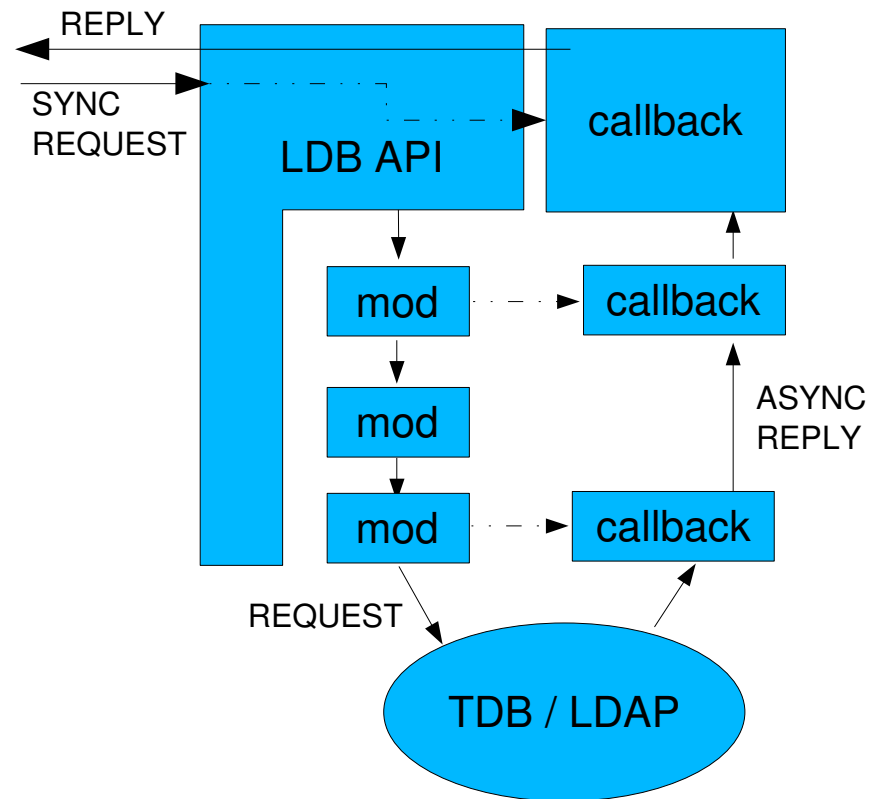 REPLY
SYNC
REQUEST
LDB API
callback
mod
callback
mod
ASYNC
REPLY
mod
callback
REQUEST
TDB / LDAP